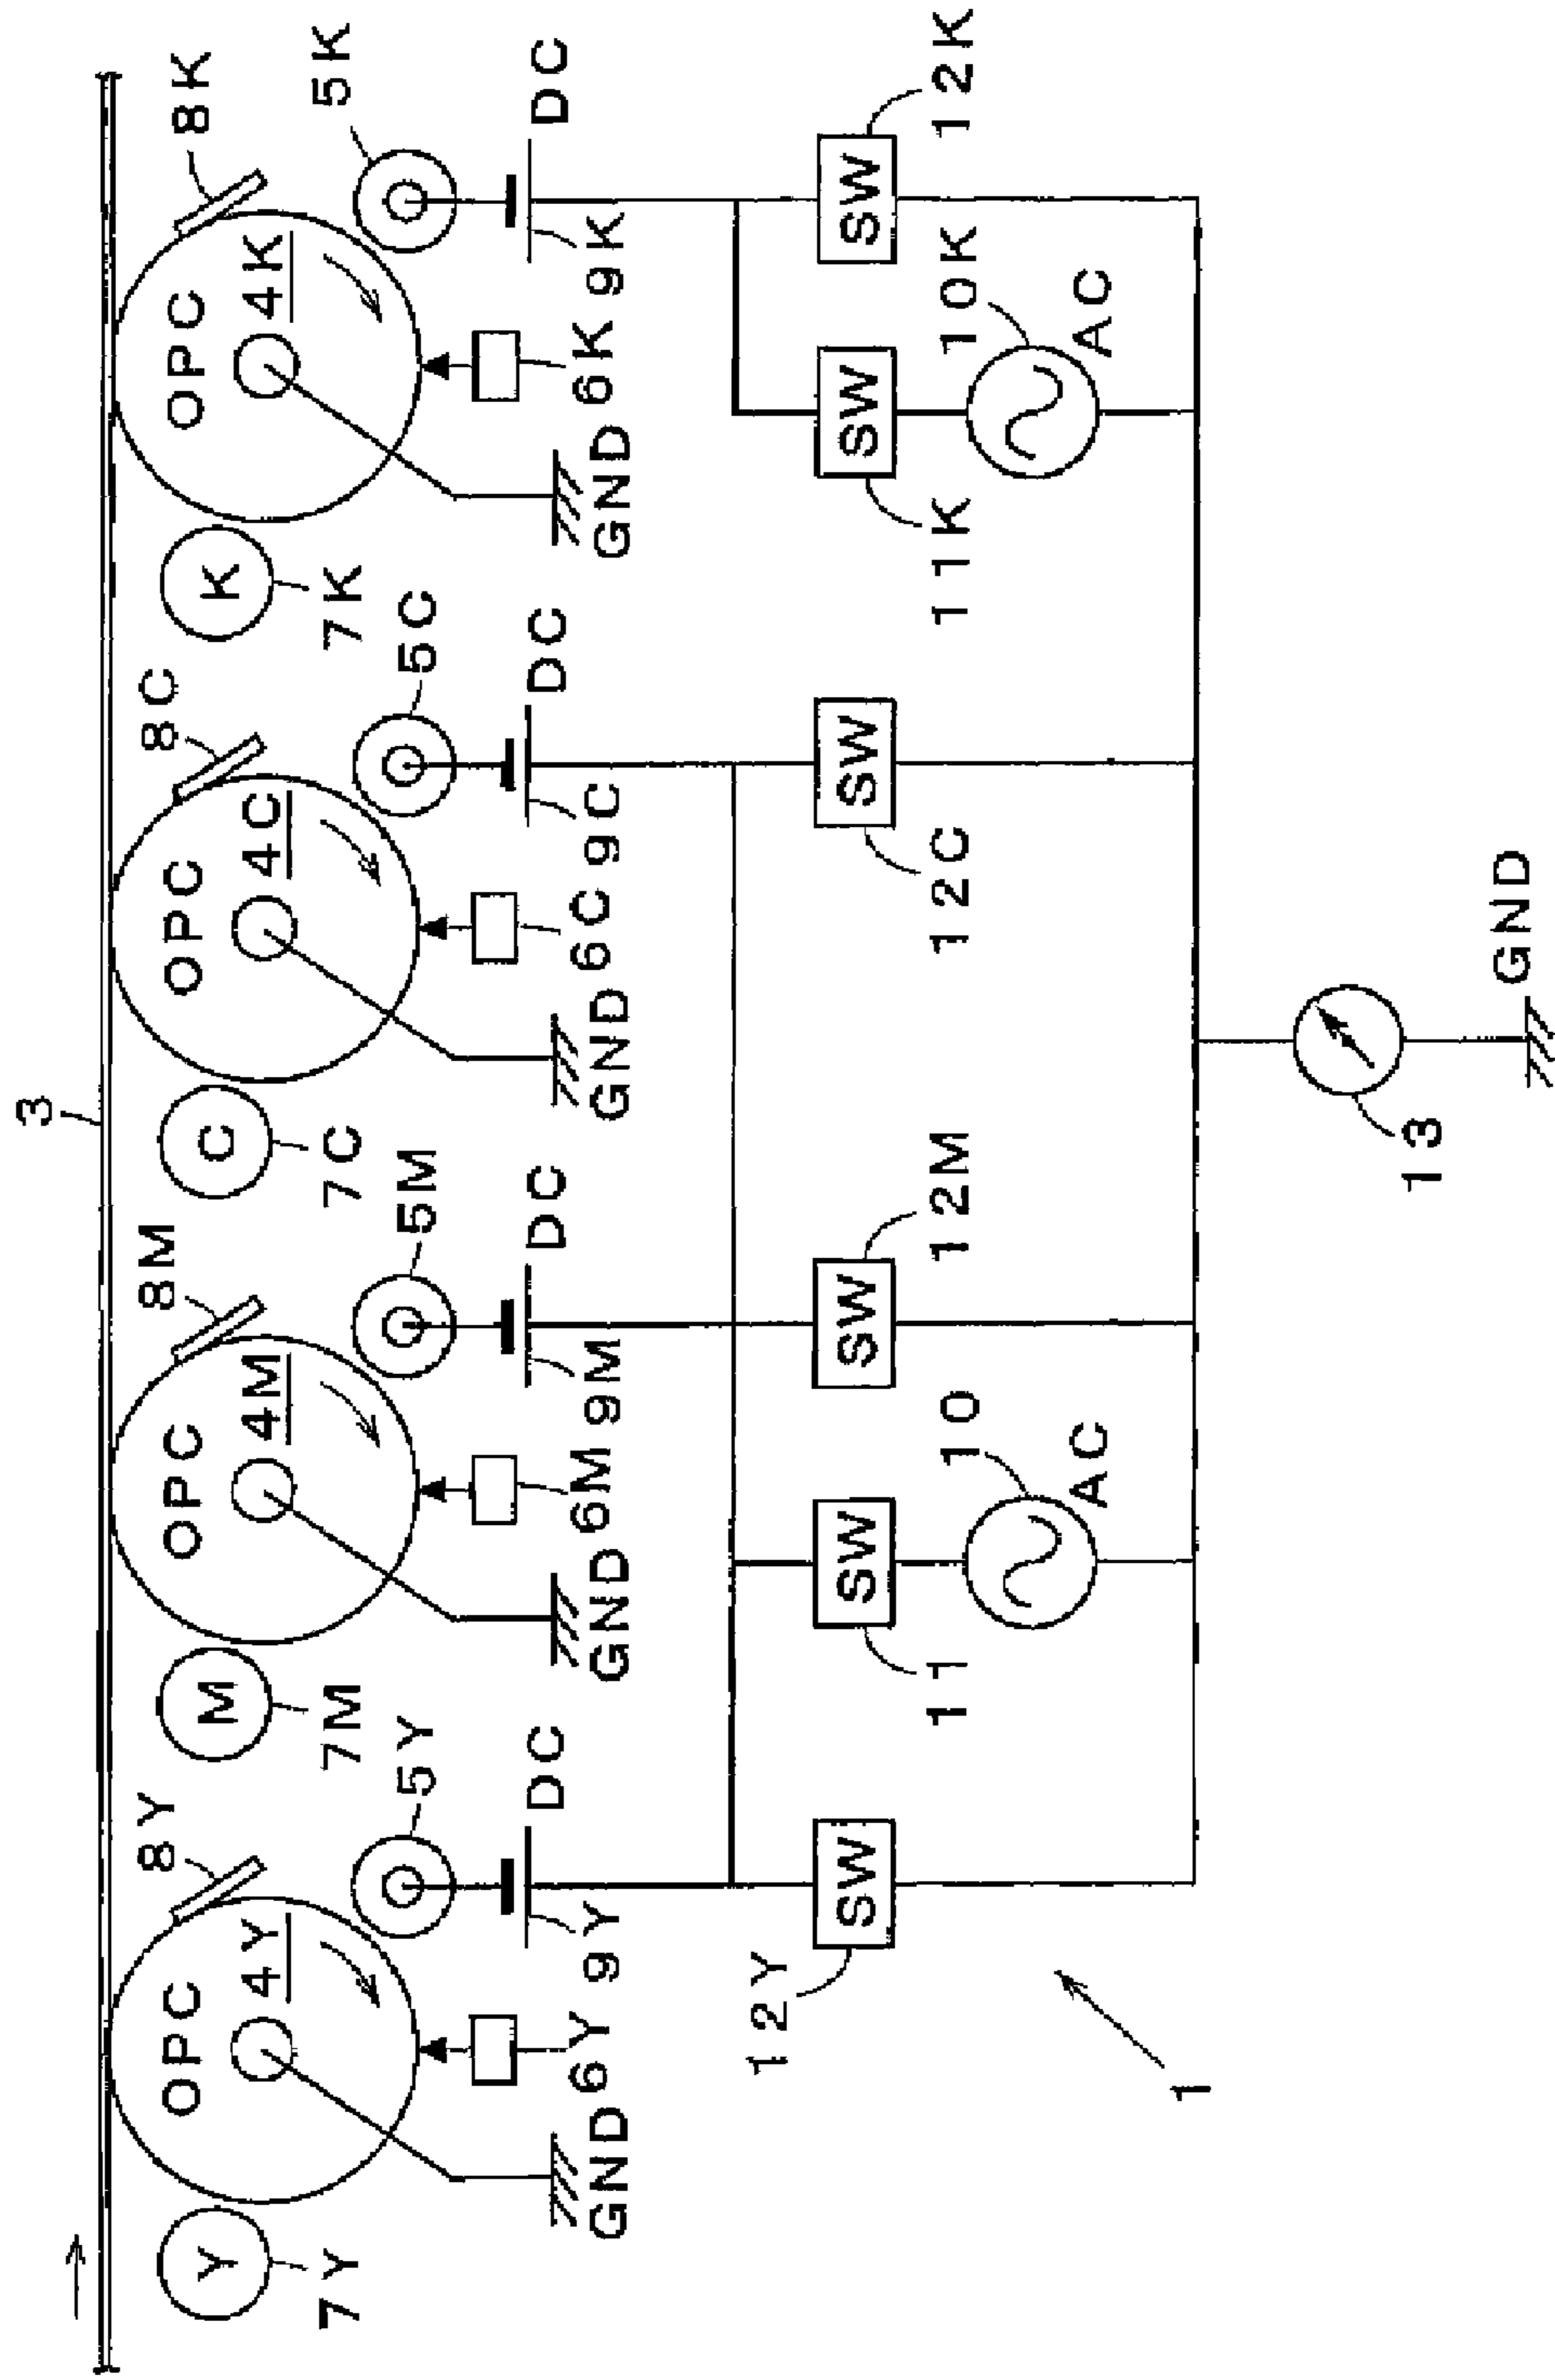 3
8Y
8M
8C
8K
OPC
4Y
OPC
4M
OPC
4C
OPC
4K
Y
M
C
K
7Y
5Y
7M
5M
7C
5C
7K
5K
DC
DC
DC
DC
GND
6Y
9Y
GND
6M
9M
GND
6C
9C
GND
6K
9K
SW
SW
SW
SW
SW
SW
12Y
11
10
12M
12C
11K
10K
12K
AC
AC
1
13
GND